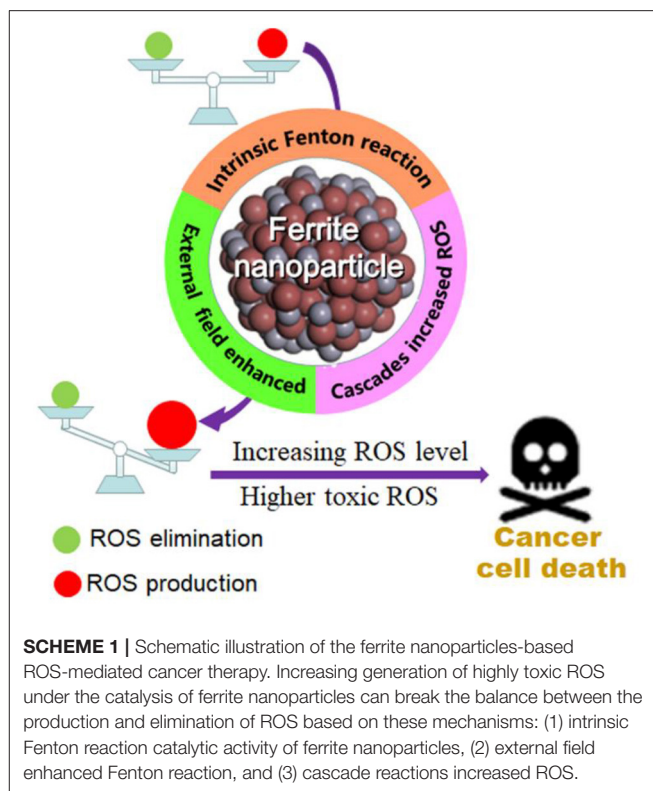 Intrinsic Fenton reaction
External field enhanced
Cascades increased ROS
Ferrite
nanoparticle
Increasing ROS level
Higher toxic ROS
ROS elimination
ROS production
Cancer
cell death
SCHEME 1 | Schematic illustration of the ferrite nanoparticles-based
ROS-mediated cancer therapy. Increasing generation of highly toxic ROS
under the catalysis of ferrite nanoparticles can break the balance between the
production and elimination of ROS based on these mechanisms: (1) intrinsic
Fenton reaction catalytic activity of ferrite nanoparticles, (2) external field
enhanced Fenton reaction, and (3) cascade reactions increased ROS.